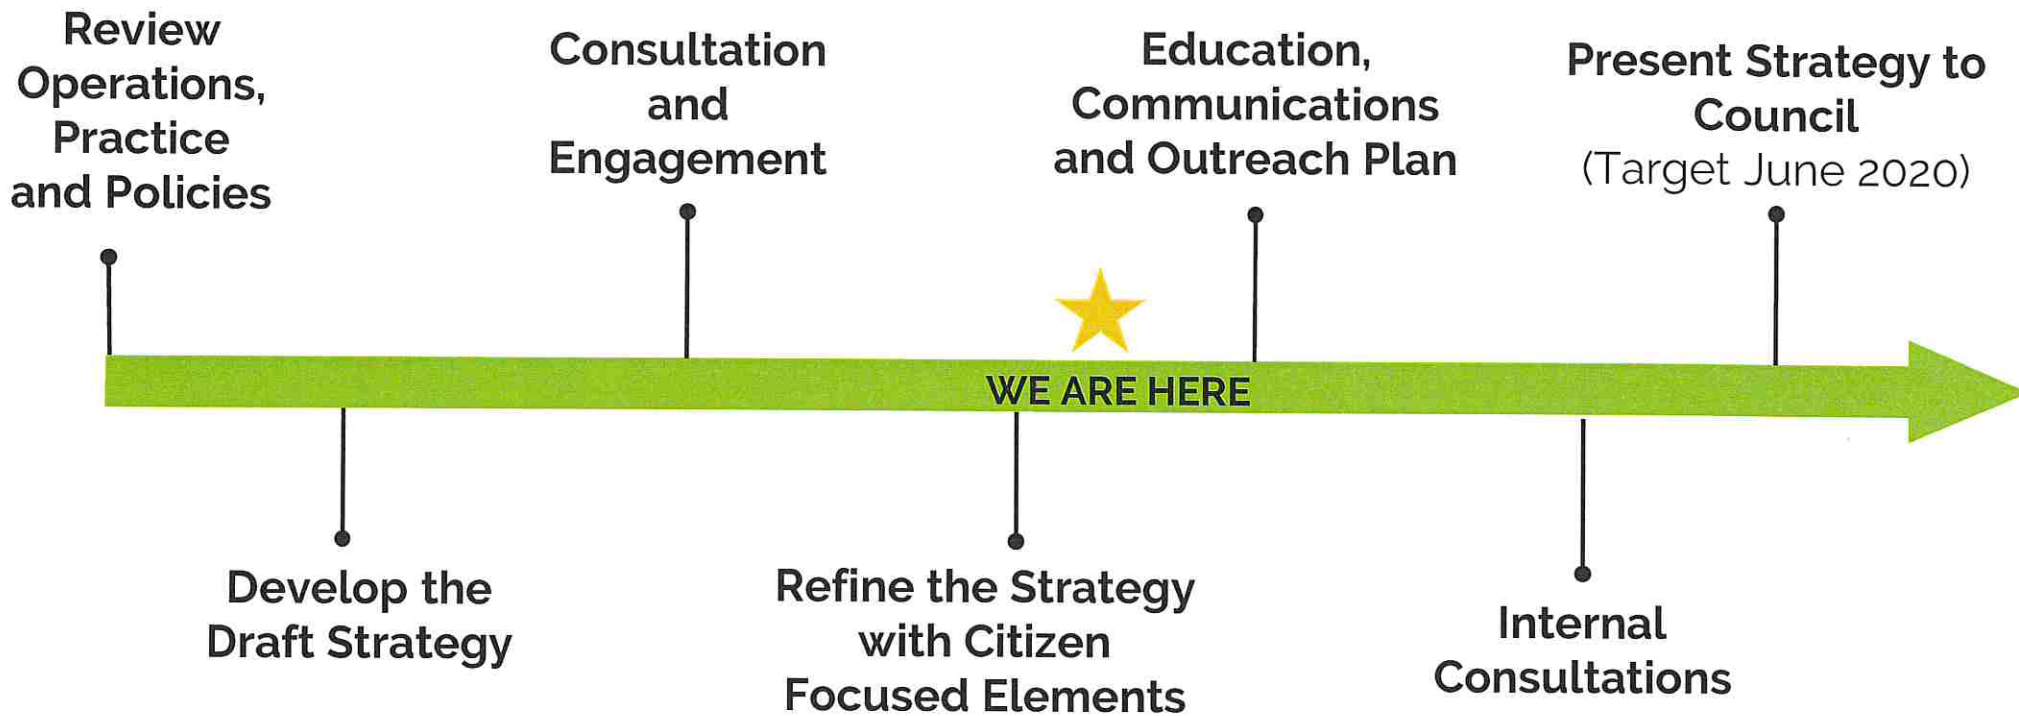 Review
Operations,
Practice
and Policies
Consultation
and
Engagement
Education,
Communications
and Outreach Plan
Present Strategy to
Council
(Target June 2020)
WE ARE HERE
Develop the
Draft Strategy
Refine the Strategy
with Citizen
Focused Elements
Internal
Consultations